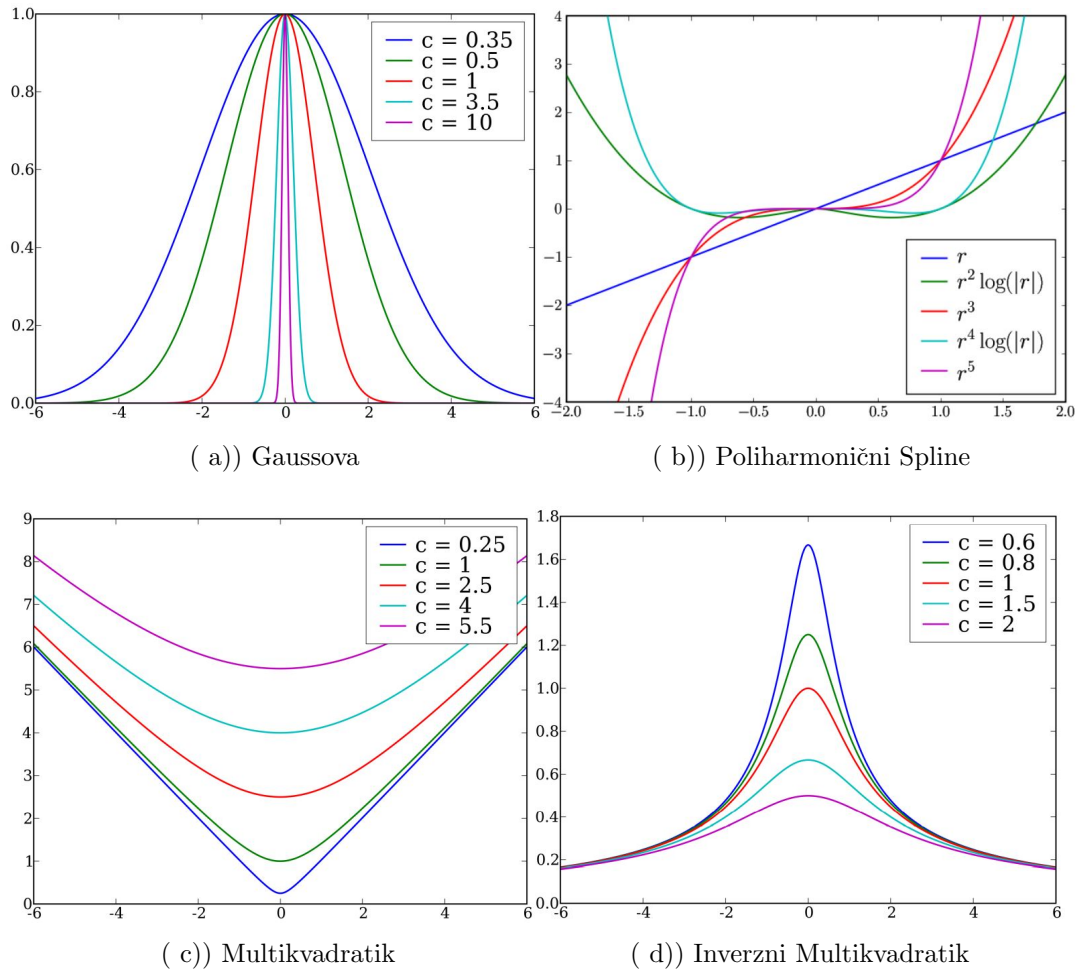 1.0
0.8
0.6
0.4
0.2
0.0
-6 -4 -2 0 2 4 6
c = 0.35
c = 0.5
c = 1
c = 3.5
c = 10
( a)) Gaussova
4
3
2
1
0
-1
-2
-3
-4
-2.0 -1.5 -1.0 -0.5 0.0 0.5 1.0 1.5 2.0
r
r² log(|r|)
r³
r⁴ log(|r|)
r⁵
( b)) Poliharmonični Spline
9
8
7
6
5
4
3
2
1
0
-6 -4 -2 0 2 4 6
c = 0.25
c = 1
c = 2.5
c = 4
c = 5.5
( c)) Multikvadratik
1.8
1.6
1.4
1.2
1.0
0.8
0.6
0.4
0.2
0.0
-6 -4 -2 0 2 4 6
c = 0.6
c = 0.8
c = 1
c = 1.5
c = 2
( d)) Inverzni Multikvadratik